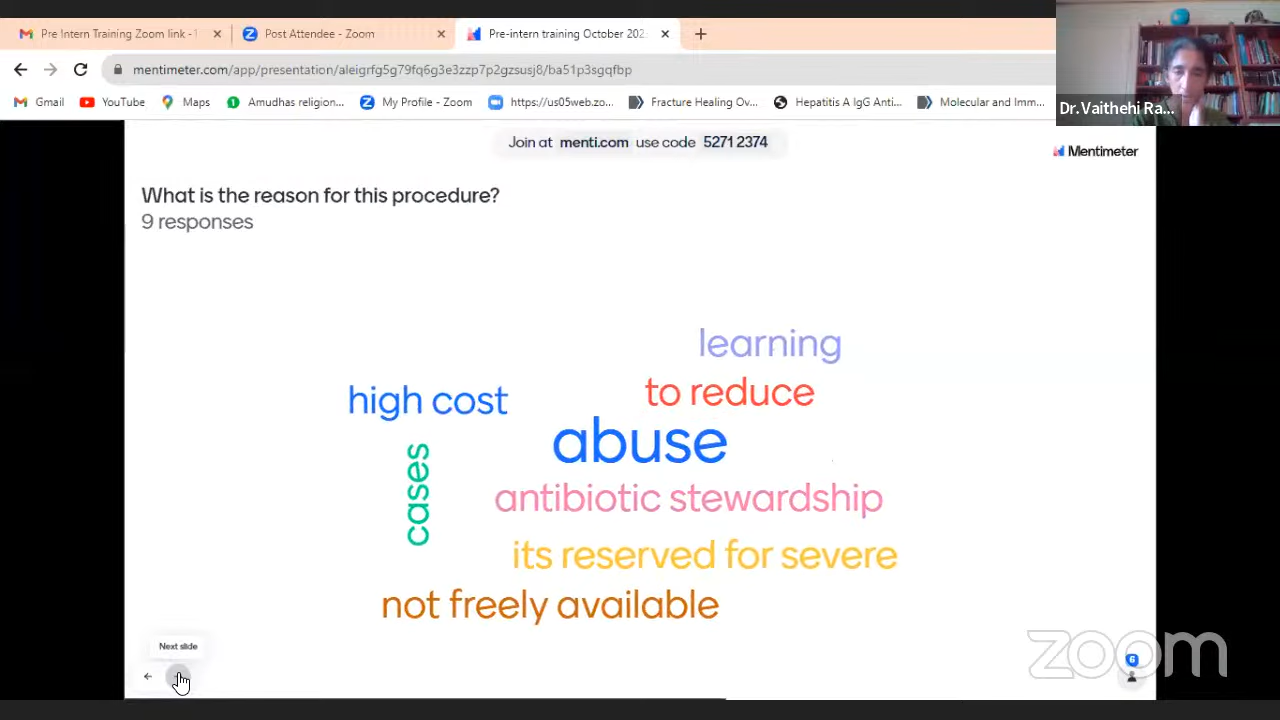 Pre Intern Training Zoom link -
Post Attendee - Zoom
Pre-intern training October 202
mentimeter.com/app/presentation/aleigrfg5g79fq6g3e3zzp7p2gzsusj8/ba51p3sgqfbp
Gmail
YouTube
Maps
Amudhas religion...
My Profile - Zoom
https://us05web.zo...
Fracture Healing Ov...
Hepatitis A IgG Anti...
Molecular and Imm...
Dr.Vaithehi Ra...
Join at menti.com use code 5271 2374
Mentimeter
What is the reason for this procedure?
9 responses
learning
to reduce
high cost
abuse
cases
antibiotic stewardship
its reserved for severe
not freely available
Next slide
zoom
6